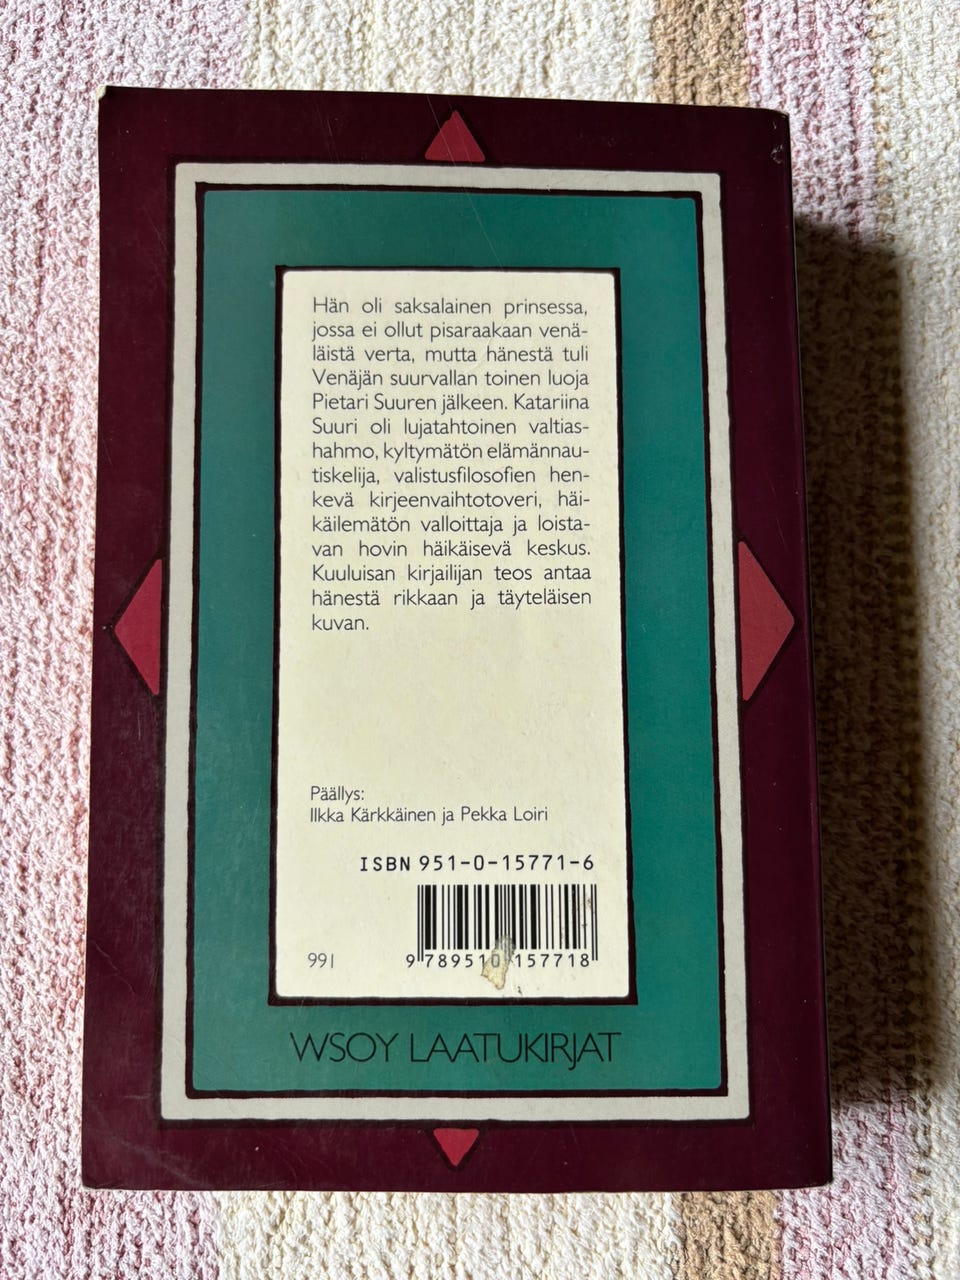 Hän oli saksalainen prinsessa,
jossa ei ollut pisaraakaan venä-
läistä verta, mutta hänestä tuli
Venäjän suurvallan toinen luoja
Pietari Suuren jälkeen. Katariina
Suuri oli lujatahtoinen valtias-
hahmo, kyltymätön elämännau-
tiskelija, valistusfilosofien hen-
kevä kirjeenvaihtotoveri, häi-
käilemätön valloittaja ja loista-
van hovin häikäisevä keskus.
Kuuluisan kirjailijan teos antaa
hänestä rikkaan ja täyteläisen
kuvan.
Päällys:
Ilkka Kärkkäinen ja Pekka Loiri
ISBN 951-0-15771-6
991
9 789510 157718
WSOY LAATUKIRJAT